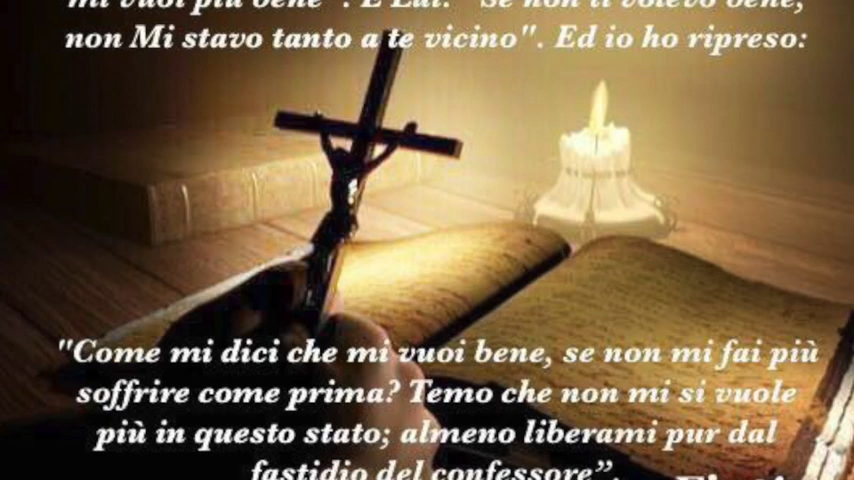 mi vuoi più bene". E Lui: "Se non ti volevo bene,
non Mi stavo tanto a te vicino". Ed io ho ripreso:
"Come mi dici che mi vuoi bene, se non mi fai più
soffrire come prima? Temo che non mi si vuole
più in questo stato; almeno liberami pur dal
fastidio del confessore”